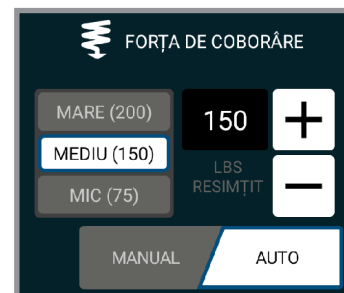 FORȚA DE COBORÂRE
MARE (200)
MEDIU (150)
MIC (75)
150
LBS
RESIMȚIT
MANUAL
AUTO